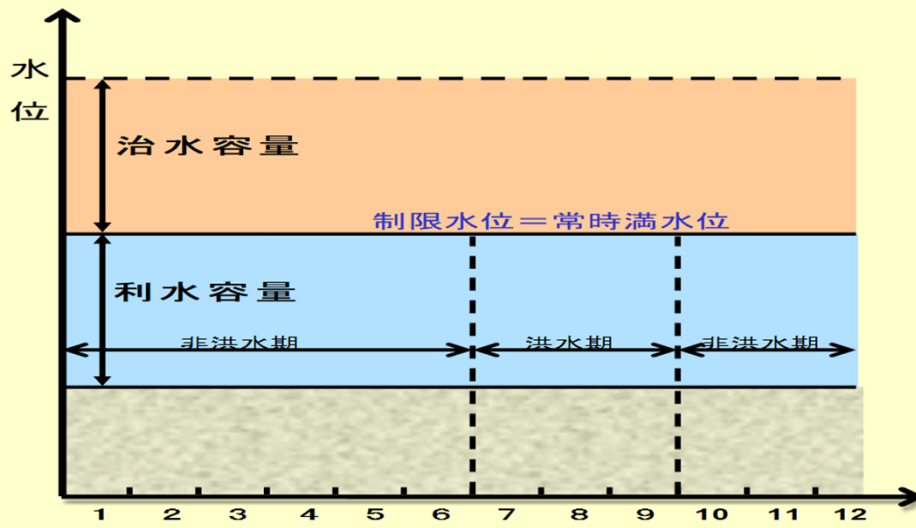 水位
治水容量
制限水位＝常時満水位
利水容量
非洪水期 洪水期 非洪水期
1 2 3 4 5 6 7 8 9 10 11 12